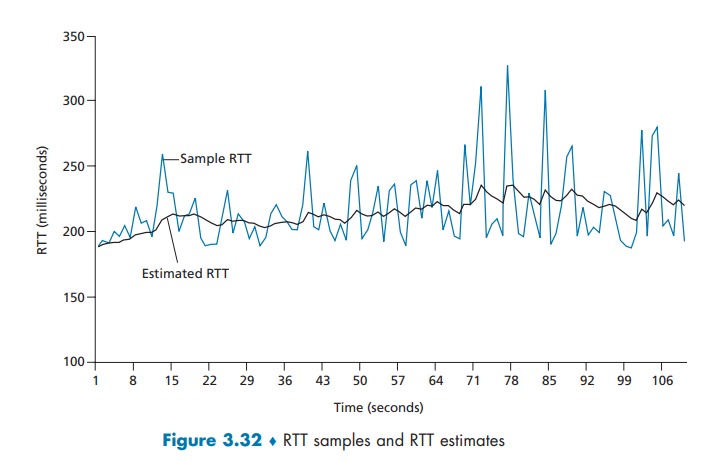 350
300
250
200
150
100
RTT (milliseconds)
Sample RTT
Estimated RTT
1 8 15 22 29 36 43 50 57 64 71 78 85 92 99 106
Time (seconds)
Figure 3.32 ♦ RTT samples and RTT estimates